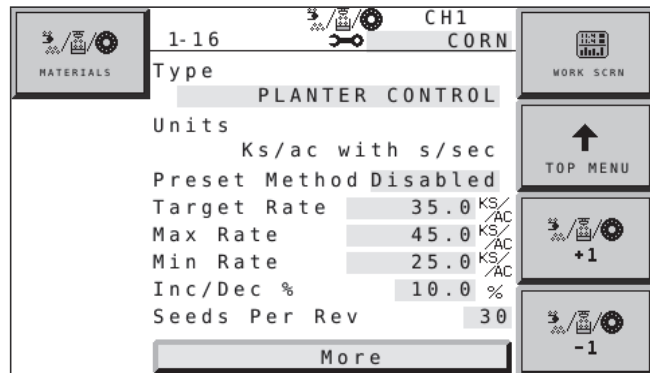 MATERIALS
CH1
1-16
CORN
Type
PLANTER CONTROL
Units
Ks/ac with s/sec
Preset Method Disabled
Target Rate 35.0 KS/AC
Max Rate 45.0 KS/AC
Min Rate 25.0 KS/AC
Inc/Dec % 10.0 %
Seeds Per Rev 30
More
WORK SCRN
TOP MENU
+1
-1